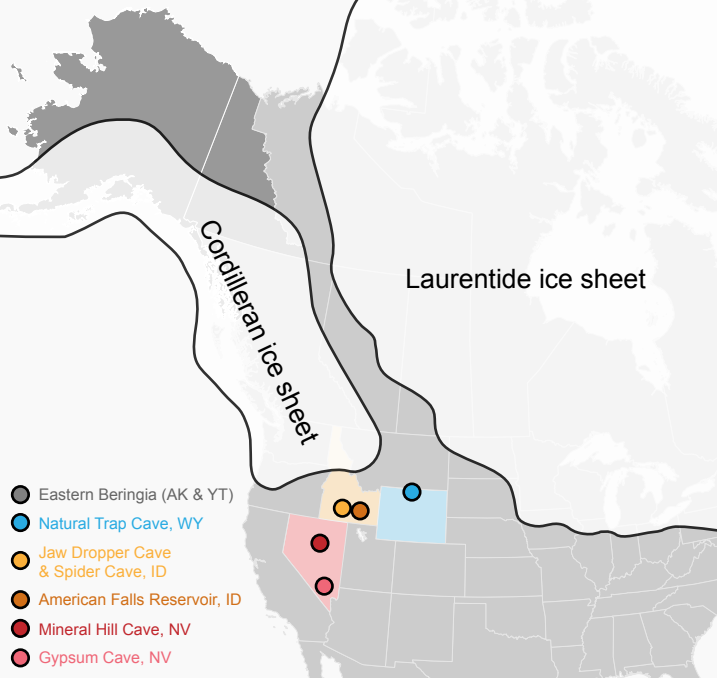 Cordilleran ice sheet
Laurentide ice sheet
Eastern Beringia (AK & YT)
Natural Trap Cave, WY
Jaw Dropper Cave
& Spider Cave, ID
American Falls Reservoir, ID
Mineral Hill Cave, NV
Gypsum Cave, NV